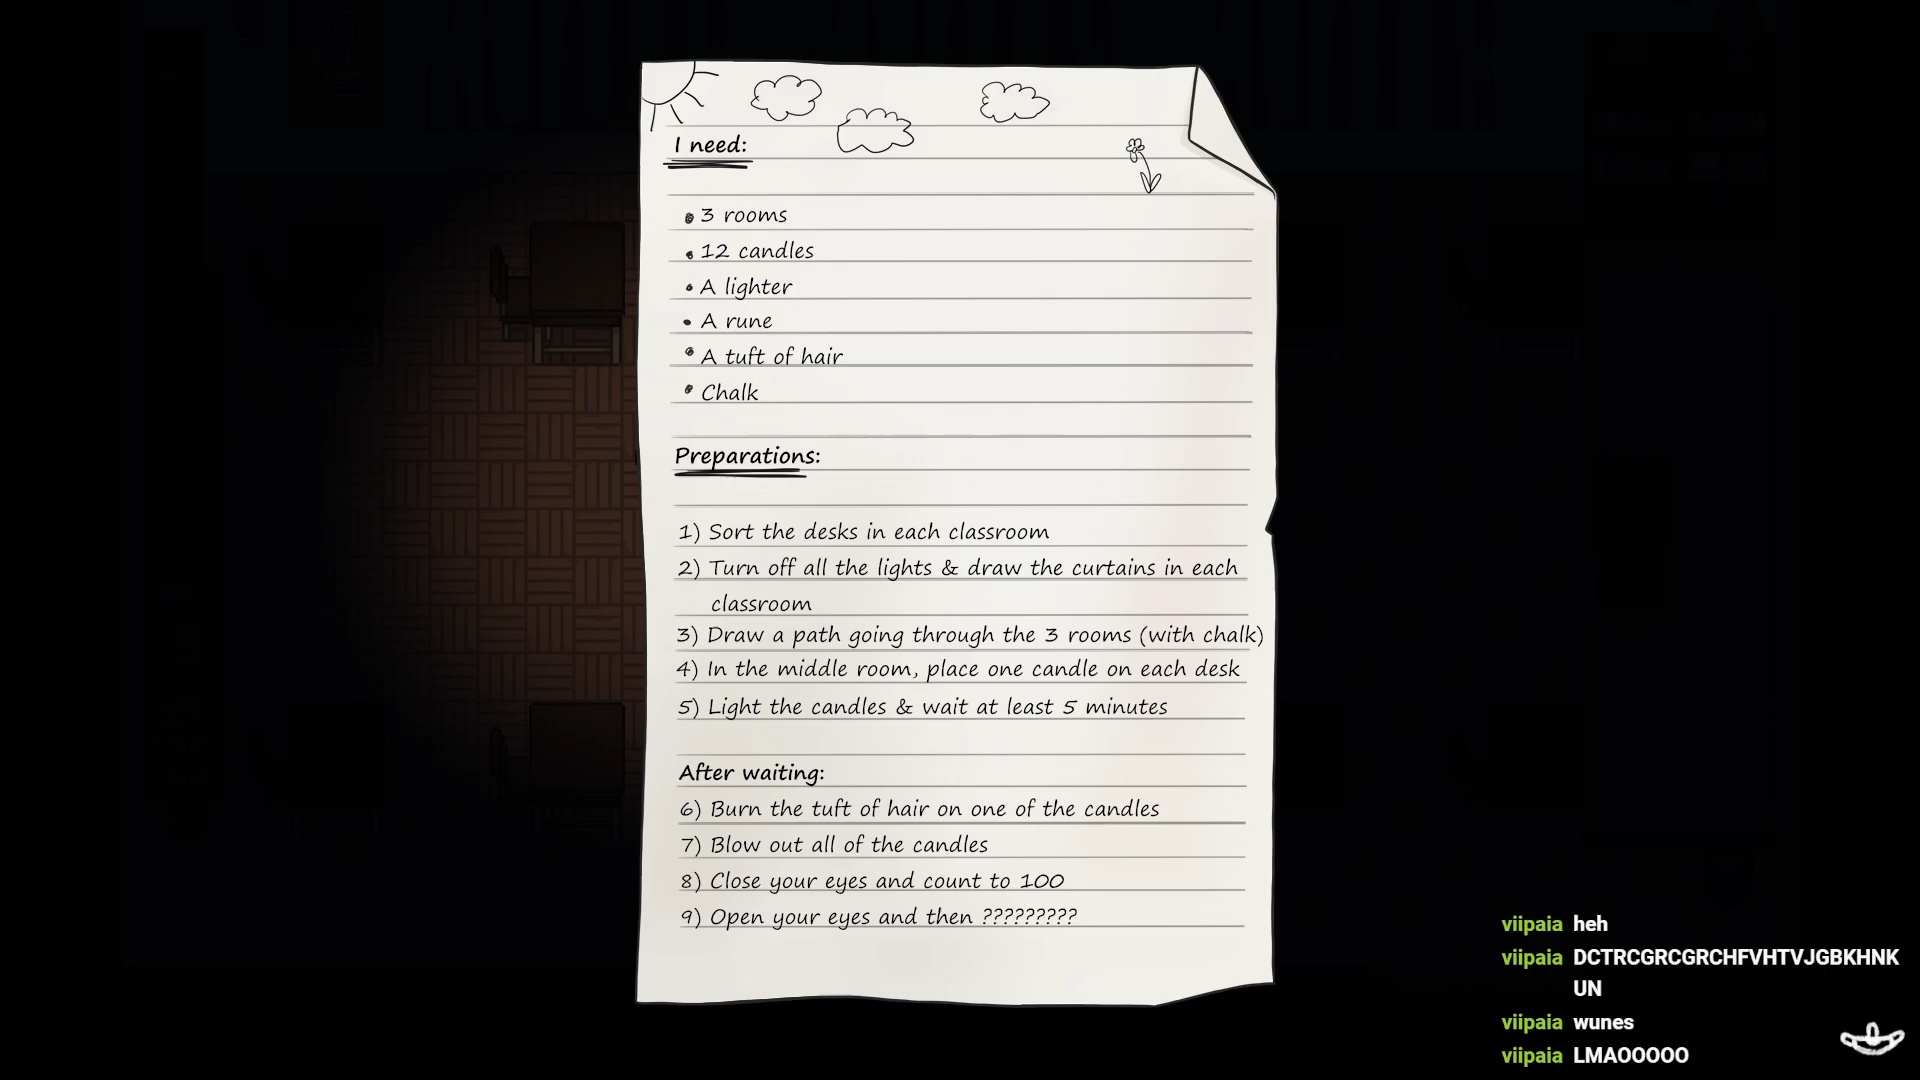 I need:
• 3 rooms
• 12 candles
• A lighter
• A rune
• A tuft of hair
• Chalk
Preparations:
1) Sort the desks in each classroom
2) Turn off all the lights & draw the curtains in each
classroom
3) Draw a path going through the 3 rooms (with chalk)
4) In the middle room, place one candle on each desk
5) Light the candles & wait at least 5 minutes
After waiting:
6) Burn the tuft of hair on one of the candles
7) Blow out all of the candles
8) Close your eyes and count to 100
9) Open your eyes and then ?????????
viipaia heh
viipaia DCTRCGRCGRCHFVHTVJGBKHNK
UN
viipaia wunes
viipaia LMAOOOOO